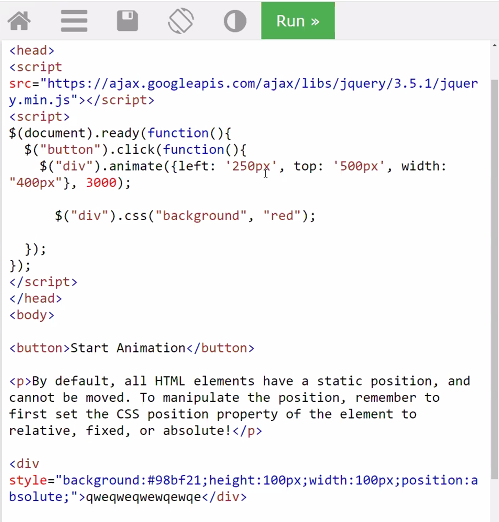 Run »
<head>
<script
src="https://ajax.googleapis.com/ajax/libs/jquery/3.5.1/jquer
y.min.js"></script>
<script>
$(document).ready(function(){
  $("button").click(function(){
    $("div").animate({left: '250px', top: '500px', width:
"400px"}, 3000);
      $("div").css("background", "red");
  });
});
</script>
</head>
<body>
<button>Start Animation</button>
<p>By default, all HTML elements have a static position, and
cannot be moved. To manipulate the position, remember to
first set the CSS position property of the element to
relative, fixed, or absolute!</p>
<div
style="background:#98bf21;height:100px;width:100px;position:a
bsolute;">qweqweqwewqewqe</div>